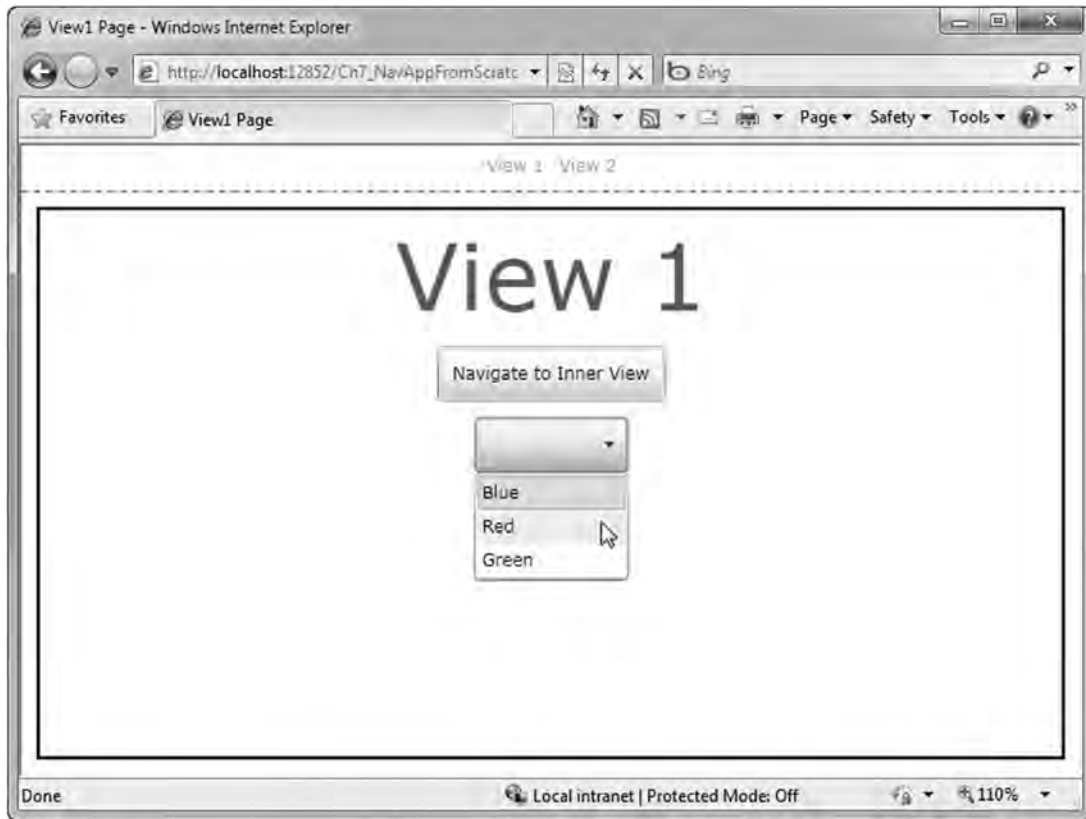 View1 Page - Windows Internet Explorer
http://localhost:12852/Ch7_NavAppFromScratc
Bing
Favorites
View1 Page
Page
Safety
Tools
View 1 View 2
View 1
Navigate to Inner View
Blue
Red
Green
Done
Local intranet | Protected Mode: Off
110%